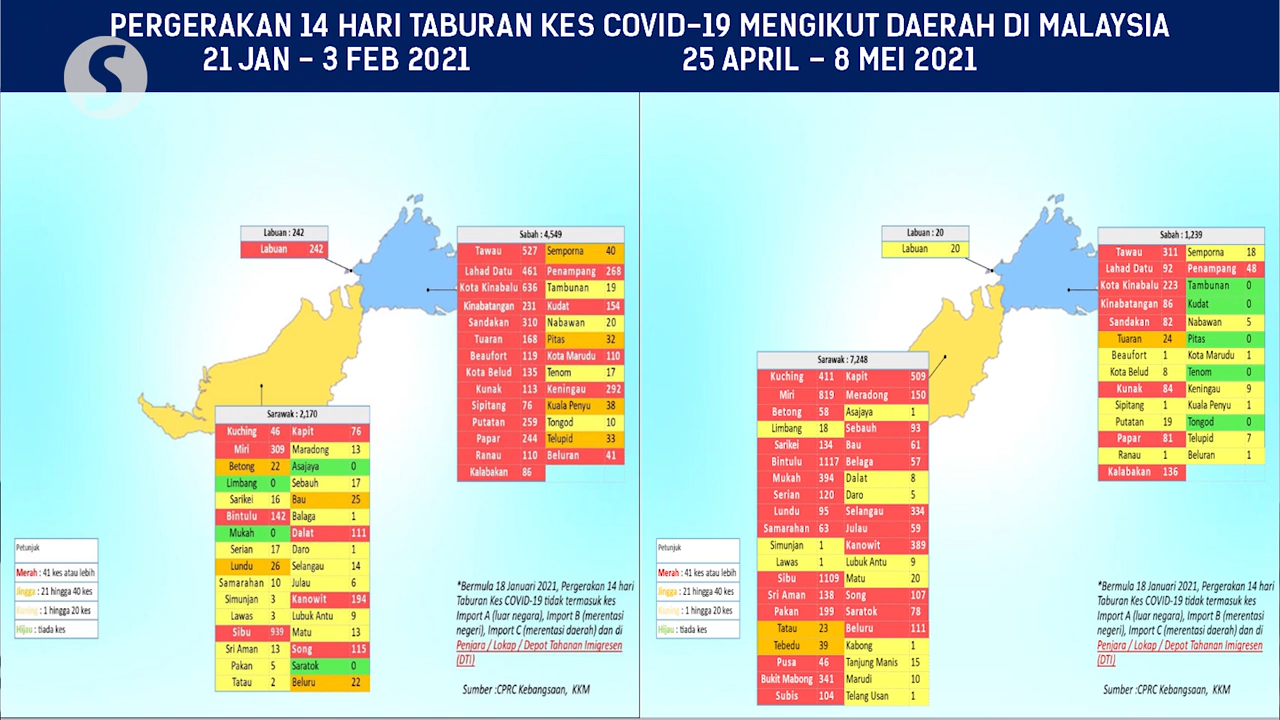 PERGERAKAN 14 HARI TABURAN KES COVID-19 MENGIKUT DAERAH DI MALAYSIA
21 JAN - 3 FEB 2021
25 APRIL - 8 MEI 2021
S
Labuan : 242
Labuan 242
Sabah : 4,549
Tawau 527 Semporna 40
Lahad Datu 461 Penampang 268
Kota Kinabalu 636 Tambunan 19
Kinabatangan 231 Kudat 154
Sandakan 310 Nabawan 20
Tuaran 168 Pitas 32
Beaufort 119 Kota Marudu 110
Kota Belud 135 Tenom 17
Kunak 113 Keningau 292
Sipitang 76 Kuala Penyu 38
Putatan 259 Tongod 10
Papar 244 Telupid 33
Ranau 110 Beluran 41
Kalabakan 86
Sarawak : 2,170
Kuching 46 Kapit 76
Miri 309 Maradong 13
Betong 22 Asajaya 0
Limbang 0 Sebauh 17
Sarikei 16 Bau 25
Bintulu 142 Balaga 1
Mukah 0 Dalat 111
Serian 17 Daro 1
Lundu 26 Selangau 14
Samarahan 10 Julau 6
Simunjan 3 Kanowit 194
Lawas 3 Lubuk Antu 9
Sibu 939 Matu 13
Sri Aman 13 Song 115
Pakan 5 Saratok 0
Tatau 2 Beluru 22
Petunjuk
Merah : 41 kes atau lebih
Jingga : 21 hingga 40 kes
Kuning : 1 hingga 20 kes
Hijau : tiada kes
*Bermula 18 Januari 2021, Pergerakan 14 hari
Taburan Kes COVID-19 tidak termasuk kes
Import A (luar negara), Import B (merentasi
negeri), Import C (merentasi daerah) dan di
Penjara / Lokap / Depot Tahanan Imigresen
(DTI)
Sumber :CPRC Kebangsaan, KKM
Labuan : 20
Labuan 20
Sabah : 1,239
Tawau 311 Semporna 18
Lahad Datu 92 Penampang 48
Kota Kinabalu 223 Tambunan 0
Kinabatangan 86 Kudat 0
Sandakan 82 Nabawan 5
Tuaran 24 Pitas 0
Beaufort 1 Kota Marudu 1
Kota Belud 8 Tenom 0
Kunak 84 Keningau 9
Sipitang 1 Kuala Penyu 1
Putatan 19 Tongod 0
Papar 81 Telupid 7
Ranau 1 Beluran 1
Kalabakan 136
Sarawak : 7,248
Kuching 411 Kapit 509
Miri 819 Meradong 150
Betong 58 Asajaya 1
Limbang 18 Sebauh 93
Sarikei 134 Bau 61
Bintulu 1117 Belaga 57
Mukah 394 Dalat 8
Serian 120 Daro 5
Lundu 95 Selangau 334
Samarahan 63 Julau 59
Simunjan 1 Kanowit 389
Lawas 1 Lubuk Antu 9
Sibu 1109 Matu 20
Sri Aman 138 Song 107
Pakan 199 Saratok 78
Tatau 23 Beluru 111
Tebedu 39 Kabong 1
Pusa 46 Tanjung Manis 15
Bukit Mabong 341 Marudi 10
Subis 104 Telang Usan 1
Petunjuk
Merah : 41 kes atau lebih
Jingga : 21 hingga 40 kes
Kuning : 1 hingga 20 kes
Hijau : tiada kes
*Bermula 18 Januari 2021, Pergerakan 14 hari
Taburan Kes COVID-19 tidak termasuk kes
Import A (luar negara), Import B (merentasi
negeri), Import C (merentasi daerah) dan di
Penjara / Lokap / Depot Tahanan Imigresen
(DTI)
Sumber :CPRC Kebangsaan, KKM